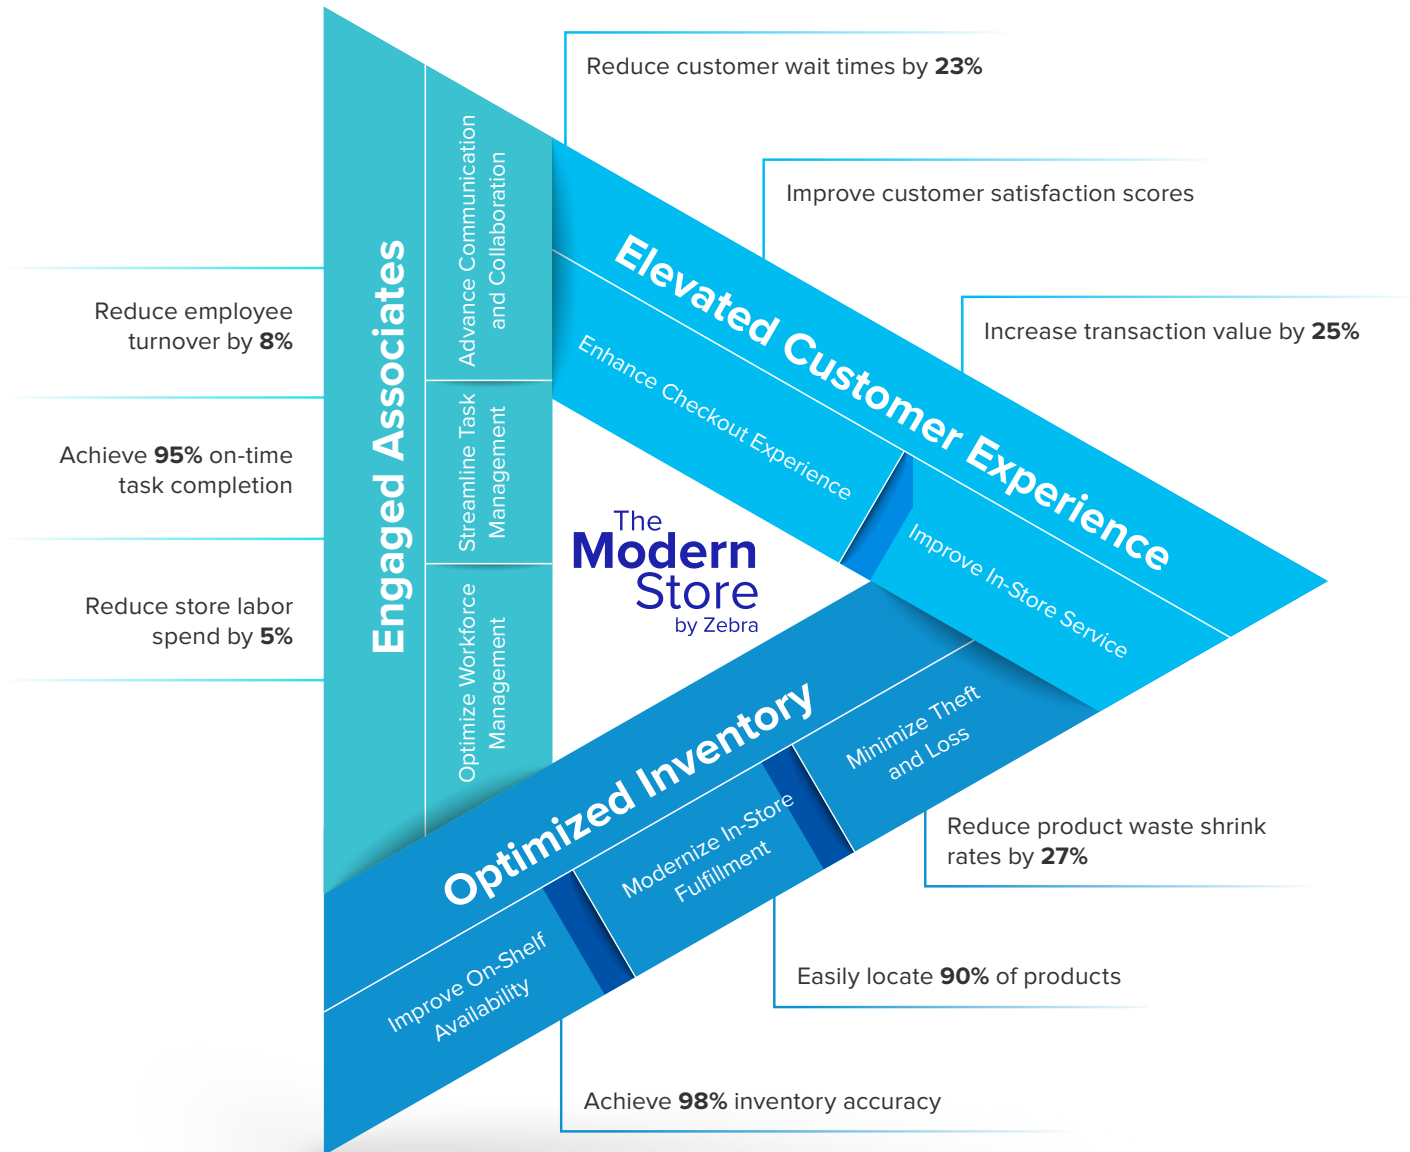 Reduce customer wait times by 23%
Improve customer satisfaction scores
Increase transaction value by 25%
Elevated Customer Experience
Enhance Checkout Experience
Improve In-Store Service
Engaged Associates
Advance Communication
and Collaboration
Streamline Task
Management
Optimize Workforce
Management
Reduce employee
turnover by 8%
Achieve 95% on-time
task completion
Reduce store labor
spend by 5%
The
Modern
Store
by Zebra
Optimized Inventory
Improve On-Shelf
Availability
Modernize In-Store
Fulfillment
Minimize Theft
and Loss
Reduce product waste shrink
rates by 27%
Easily locate 90% of products
Achieve 98% inventory accuracy